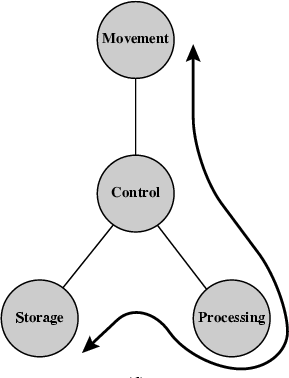 Movement
Control
Storage
Processing